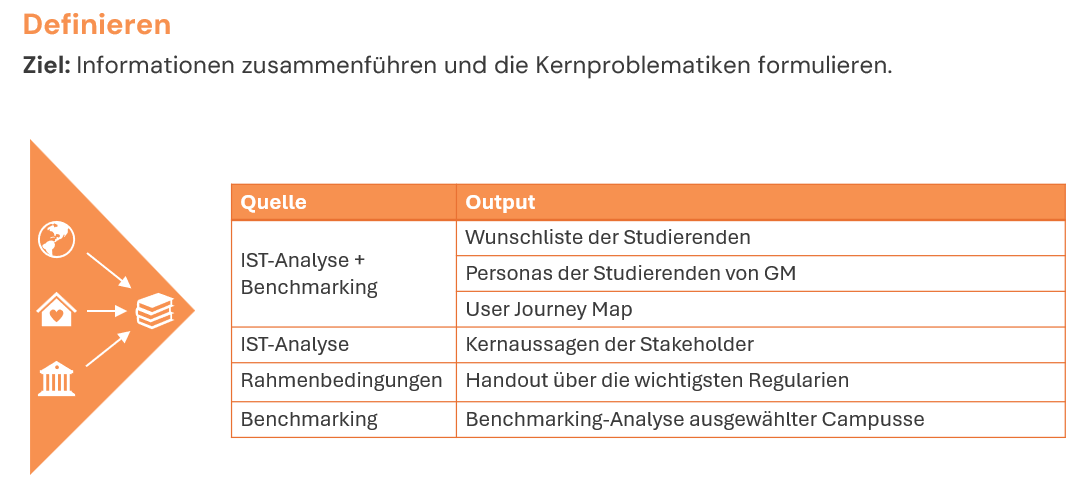 Definieren
Ziel: Informationen zusammenführen und die Kernproblematiken formulieren.
Quelle Output
IST-Analyse +
Benchmarking
Wunschliste der Studierenden
Personas der Studierenden von GM
User Journey Map
IST-Analyse Kernaussagen der Stakeholder
Rahmenbedingungen Handout über die wichtigsten Regularien
Benchmarking Benchmarking-Analyse ausgewählter Campusse